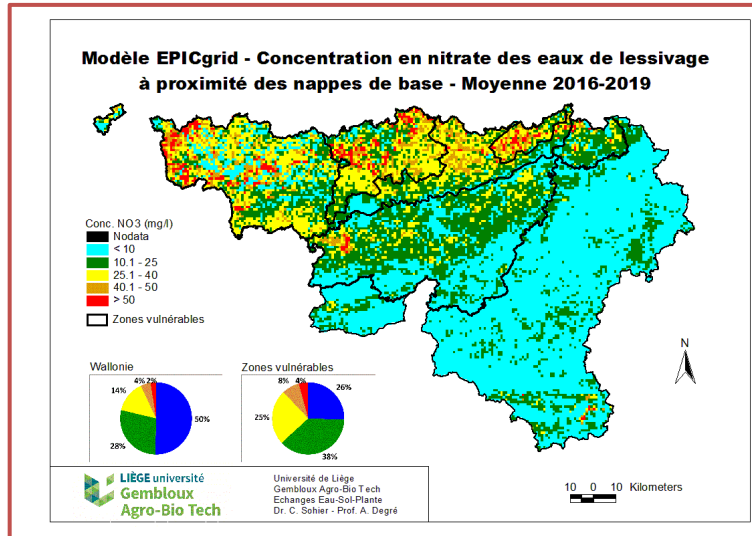 Modèle EPICgrid - Concentration en nitrate des eaux de lessivage
à proximité des nappes de base - Moyenne 2016-2019
Conc. NO3 (mg/l)
Nodata
< 10
10.1 - 25
25.1 - 40
40.1 - 50
> 50
Zones vulnérables
N
Wallonie
4% 2%
14%
50%
28%
Zones vulnérables
8% 4%
26%
25%
38%
LIÈGE université
Gembloux
Agro-Bio Tech
Université de Liège
Gembloux Agro-Bio Tech
Echanges Eau-Sol-Plante
Dr. C. Sohier - Prof. A. Degré
10 0 10 Kilometers